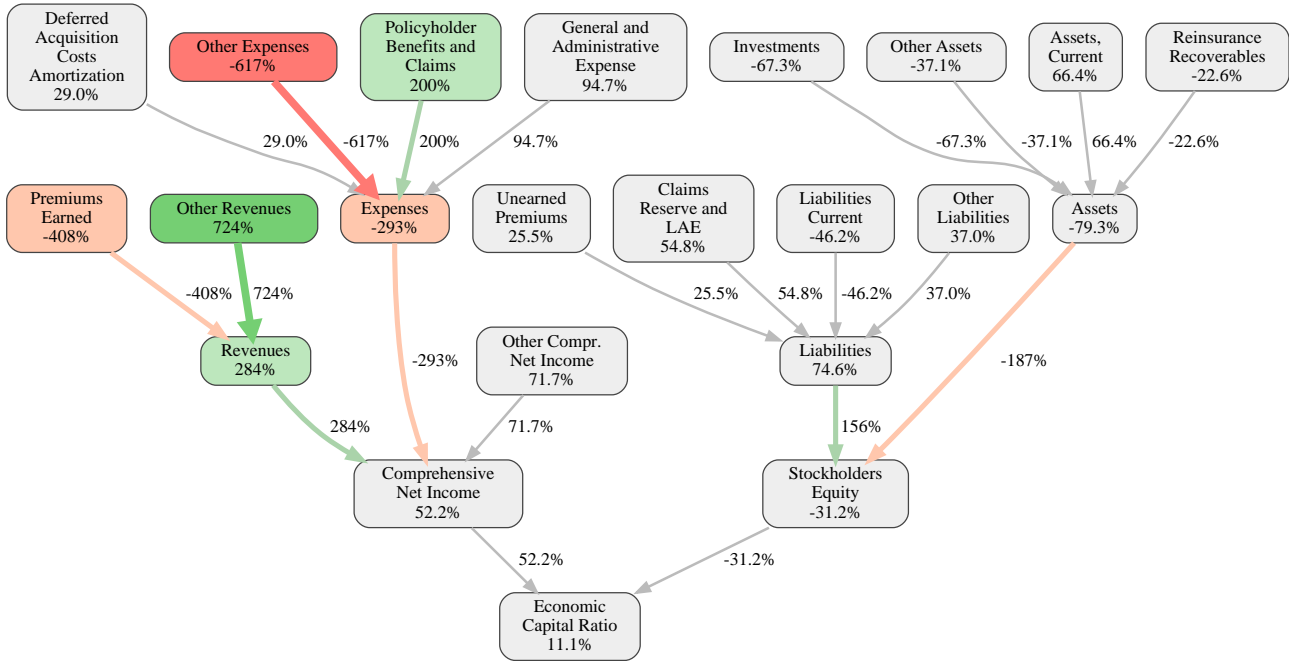 Deferred
Acquisition
Costs
Amortization
29.0%
Other Expenses
-617%
Policyholder
Benefits and
Claims
200%
General and
Administrative
Expense
94.7%
Investments
-67.3%
Other Assets
-37.1%
Assets,
Current
66.4%
Reinsurance
Recoverables
-22.6%
29.0%
-617%
200%
94.7%
-67.3%
-37.1%
66.4%
-22.6%
Premiums
Earned
-408%
Other Revenues
724%
Expenses
-293%
Unearned
Premiums
25.5%
Claims
Reserve and
LAE
54.8%
Liabilities
Current
-46.2%
Other
Liabilities
37.0%
Assets
-79.3%
-408%
724%
25.5%
54.8%
-46.2%
37.0%
Revenues
284%
-293%
Other Compr.
Net Income
71.7%
Liabilities
74.6%
-187%
284%
71.7%
156%
Comprehensive
Net Income
52.2%
Stockholders
Equity
-31.2%
52.2%
-31.2%
Economic
Capital Ratio
11.1%